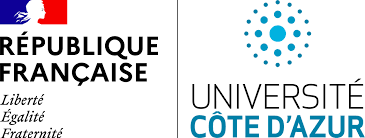 RÉPUBLIQUE
FRANÇAISE
Liberté
Égalité
Fraternité
UNIVERSITÉ
CÔTE D'AZUR